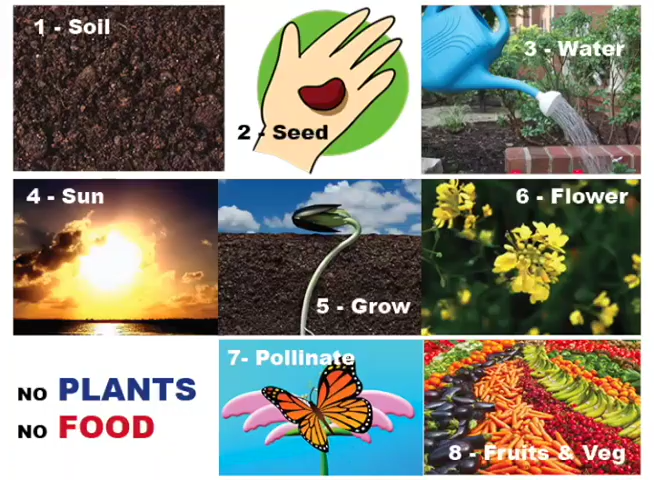 1 - Soil
2 - Seed
3 - Water
4 - Sun
5 - Grow
6 - Flower
NO PLANTS
NO FOOD
7- Pollinate
8 - Fruits & Veg